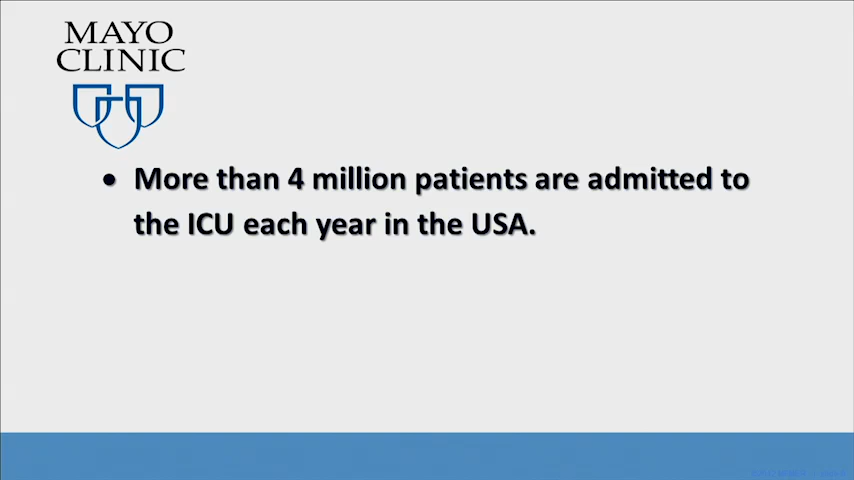 MAYO
CLINIC
• More than 4 million patients are admitted to
the ICU each year in the USA.